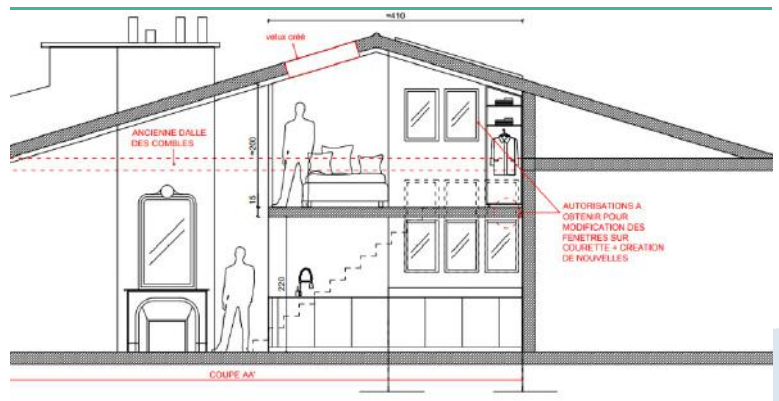 ≈410
velux créé
ANCIENNE DALLE
DES COMBLES
≈200
15
220
AUTORISATIONS A
OBTENIR POUR
MODIFICATION DES
FENETRES SUR
COURETTE + CREATION
DE NOUVELLES
COUPE AA'